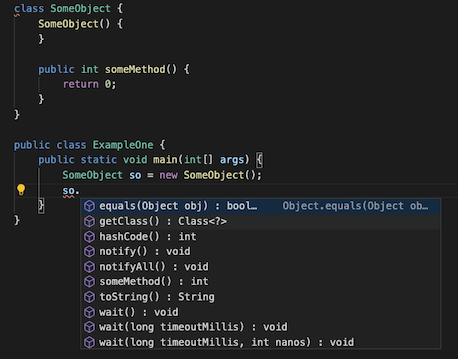 class SomeObject {
SomeObject() {
}
public int someMethod() {
return 0;
}
}
public class ExampleOne {
public static void main(int[] args) {
SomeObject so = new SomeObject();
so.
}
}
equals(Object obj) : bool… Object.equals(Object ob…
getClass() : Class<?>
hashCode() : int
notify() : void
notifyAll() : void
someMethod() : int
toString() : String
wait() : void
wait(long timeoutMillis) : void
wait(long timeoutMillis, int nanos) : void